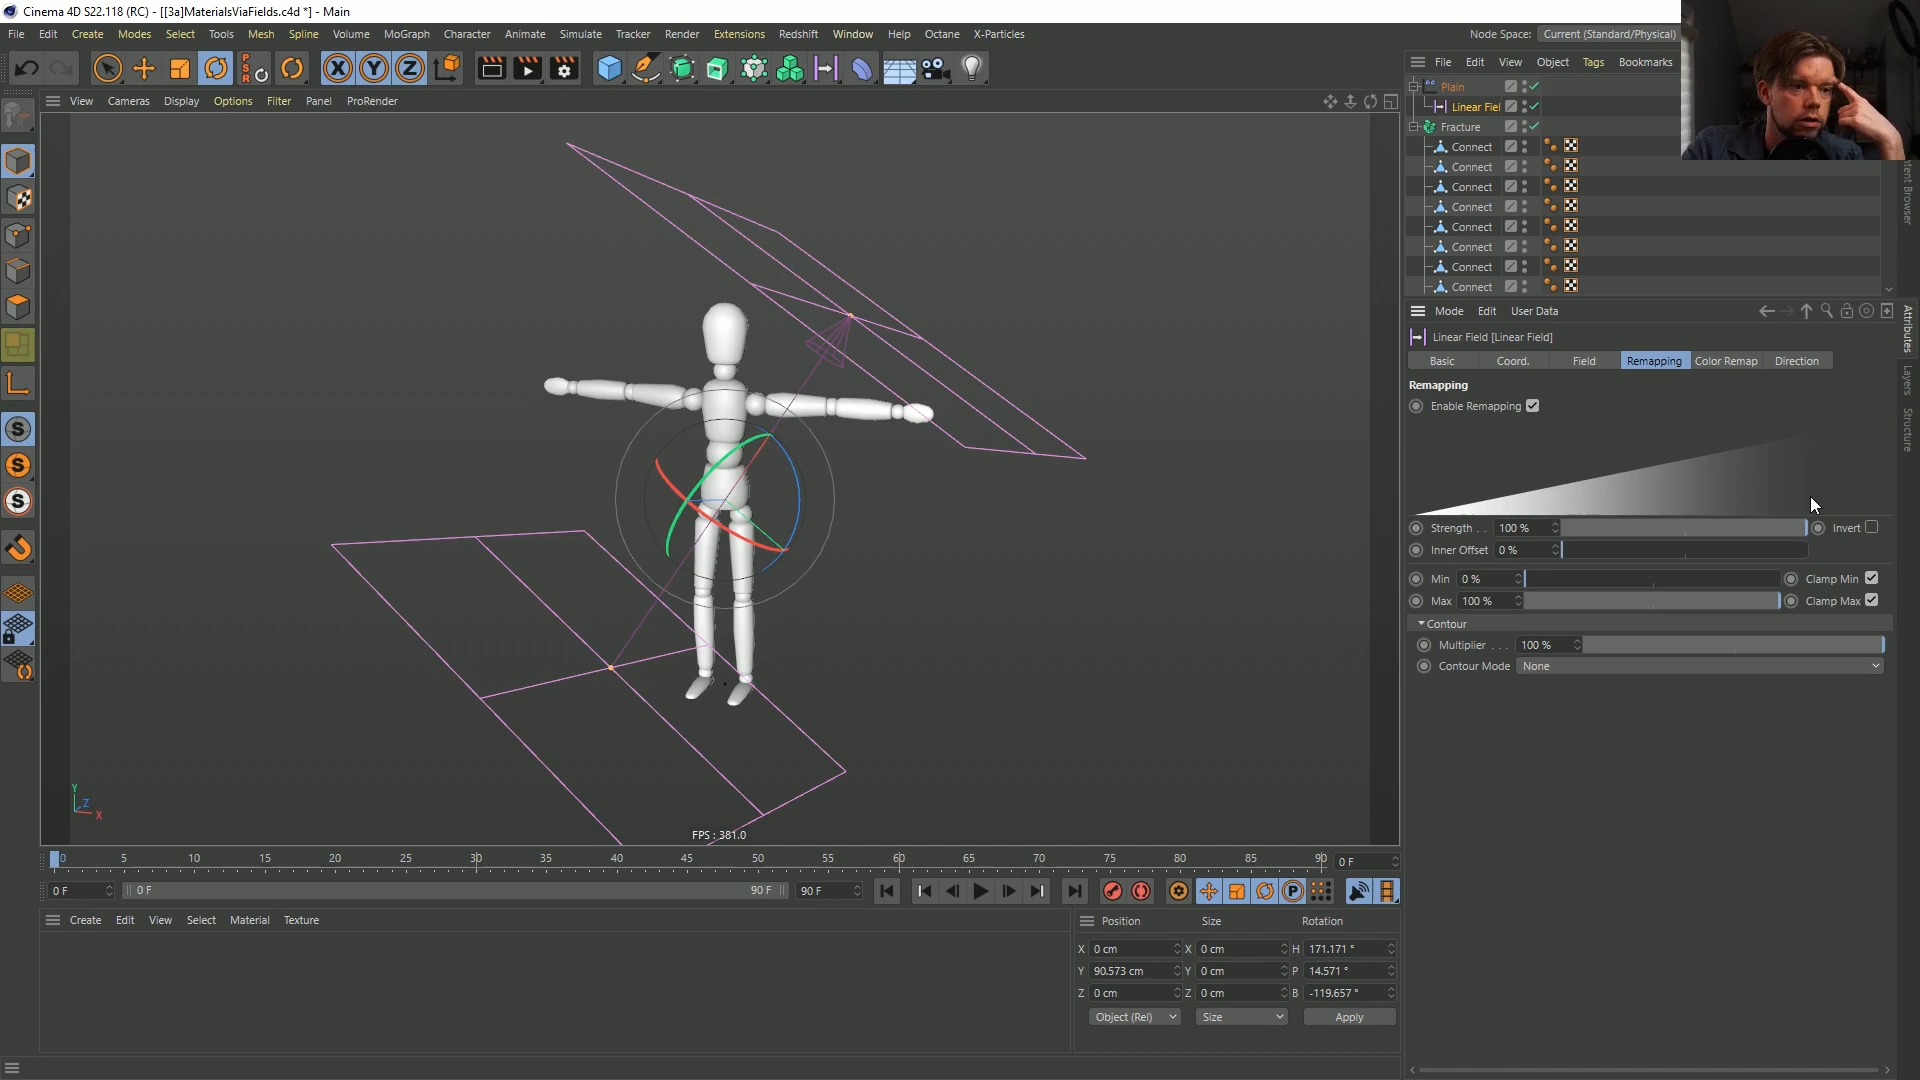 Cinema 4D S22.118 (RC) - [[3a]MaterialsViaFields.c4d *] - Main
File Edit Create Modes Select Tools Mesh Spline Volume MoGraph Character Animate Simulate Tracker Render Extensions Redshift Window Help Octane X-Particles
Node Space: Current (Standard/Physical)
X Y Z
P S R
View Cameras Display Options Filter Panel ProRender
File Edit View Object Tags Bookmarks
Plain
Linear Fiel
Fracture
Connect
Connect
Connect
Connect
Connect
Connect
Connect
Connect
Mode Edit User Data
Linear Field [Linear Field]
Basic Coord. Field Remapping Color Remap Direction
Remapping
Enable Remapping
Strength . . 100 % Invert
Inner Offset 0 %
Min 0 % Clamp Min
Max 100 % Clamp Max
Contour
Multiplier . . . 100 %
Contour Mode None
Attributes
Layers
Structure
S
S
S
Y
Z
X
FPS : 381.0
0 5 10 15 20 25 30 35 40 45 50 55 60 65 70 75 80 85 90 0 F
0 F 0 F 90 F 90 F
P
Create Edit View Select Material Texture
Position Size Rotation
X 0 cm X 0 cm H 171.171 °
Y 90.573 cm Y 0 cm P 14.571 °
Z 0 cm Z 0 cm B -119.657 °
Object (Rel) Size Apply